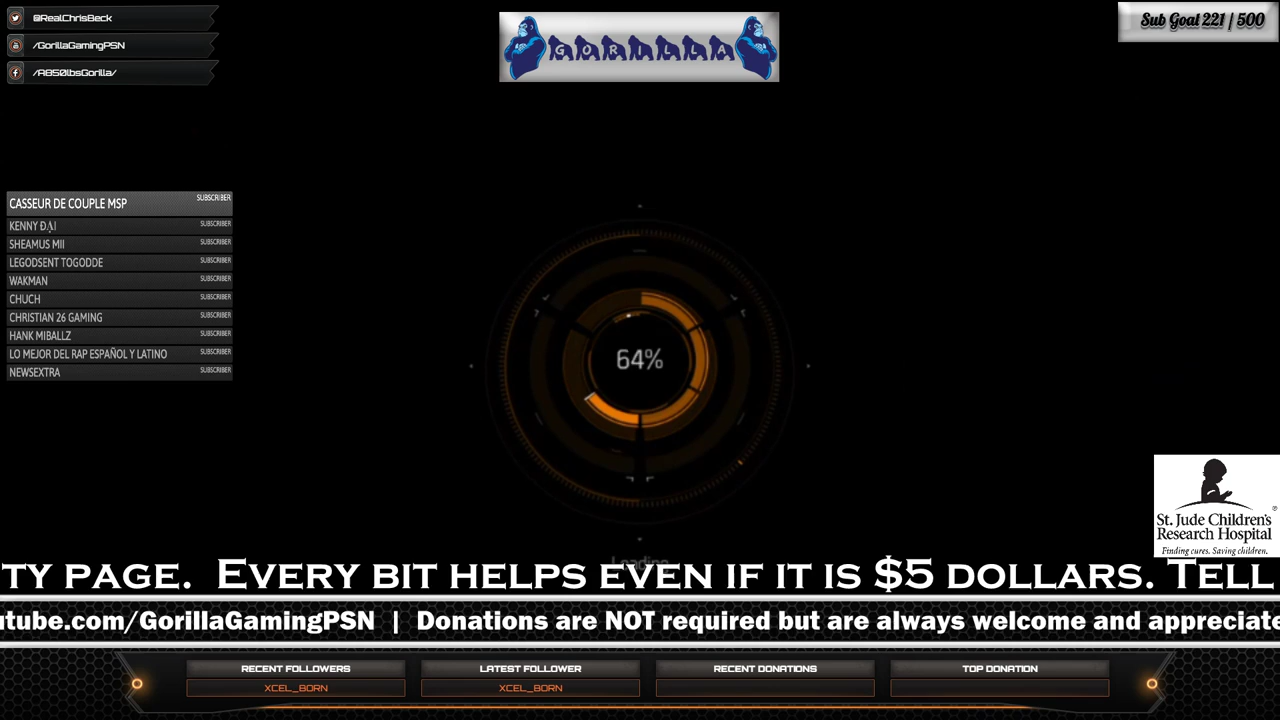 @RealChrisBeck
/GorillaGamingPSN
/A850lbsGorilla/
GORILLA
Sub Goal 221 / 500
CASSEUR DE COUPLE MSP SUBSCRIBER
KENNY ĐẠI SUBSCRIBER
SHEAMUS MII SUBSCRIBER
LEGODSENT TOGODDE SUBSCRIBER
WAKMAN SUBSCRIBER
CHUCH SUBSCRIBER
CHRISTIAN 26 GAMING SUBSCRIBER
HANK MIBALLZ SUBSCRIBER
LO MEJOR DEL RAP ESPAÑOL Y LATINO SUBSCRIBER
NEWSEXTRA SUBSCRIBER
64%
Loading
St. Jude Children's
Research Hospital
Finding cures. Saving children.
TY PAGE. EVERY BIT HELPS EVEN IF IT IS $5 DOLLARS. TELL
utube.com/GorillaGamingPSN | Donations are NOT required but are always welcome and appreciate
RECENT FOLLOWERS LATEST FOLLOWER RECENT DONATIONS TOP DONATION
XCEL_BORN XCEL_BORN